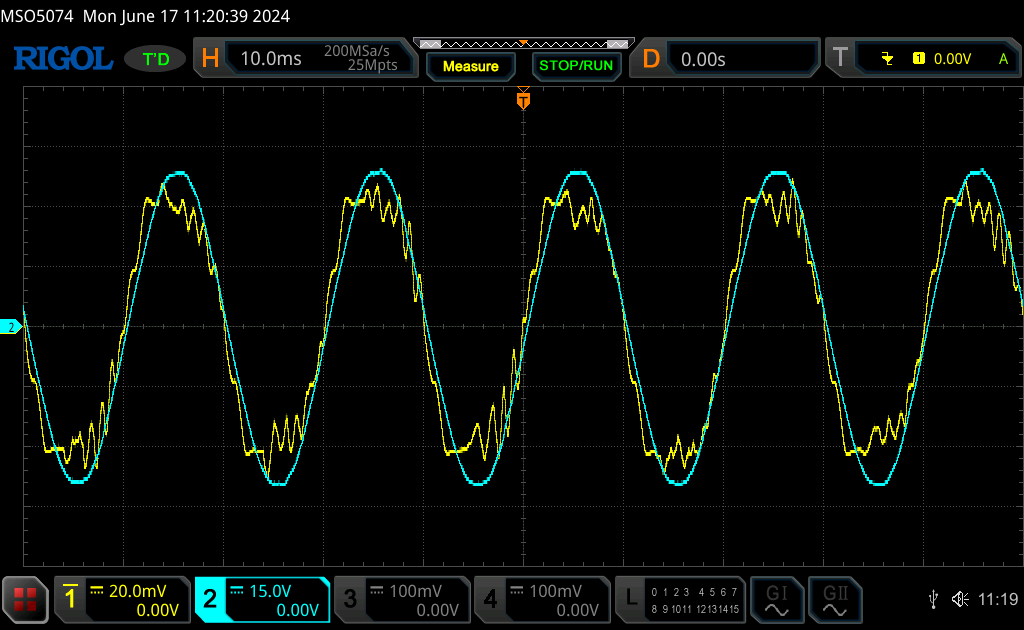 MSO5074 Mon June 17 11:20:39 2024
RIGOL T'D H 10.0ms 200MSa/s 25Mpts Measure STOP/RUN D 0.00s T 1 0.00V A
T
2
1 20.0mV 0.00V 2 15.0V 0.00V 3 100mV 0.00V 4 100mV 0.00V L 0 1 2 3 4 5 6 7 8 9 10 11 12 13 14 15 GI GII 11:19